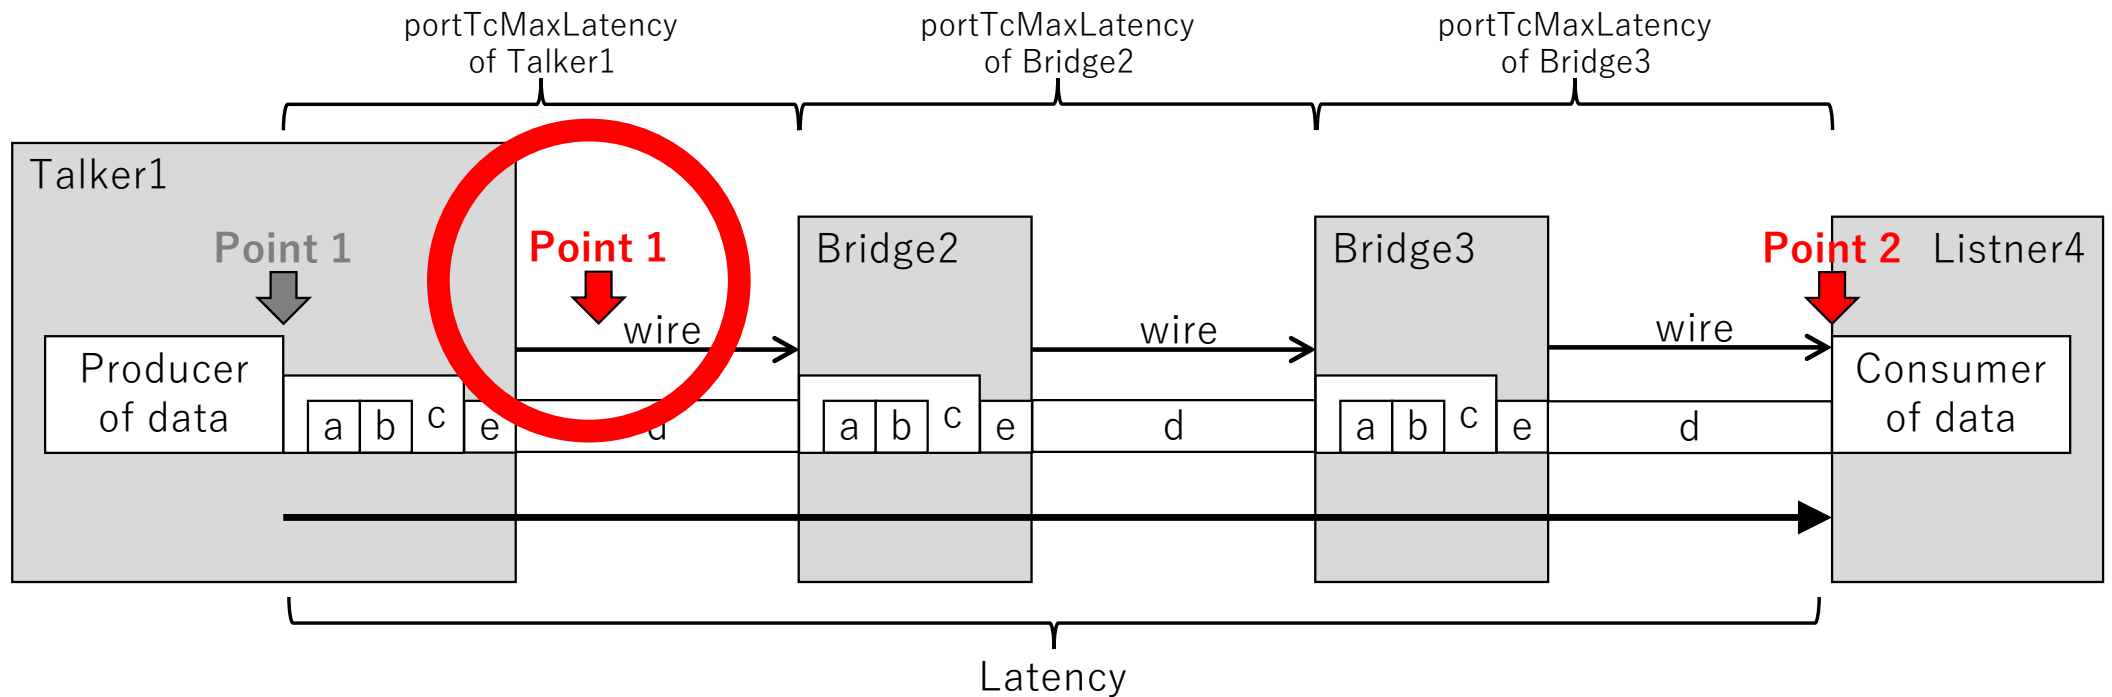 portTcMaxLatency
of Talker1
portTcMaxLatency
of Bridge2
portTcMaxLatency
of Bridge3
Talker1
Point 1
Point 1
Bridge2
Bridge3
Point 2
Listner4
wire
wire
wire
Producer
of data
a
b
c
e
d
a
b
c
e
d
a
b
c
e
d
Consumer
of data
Latency